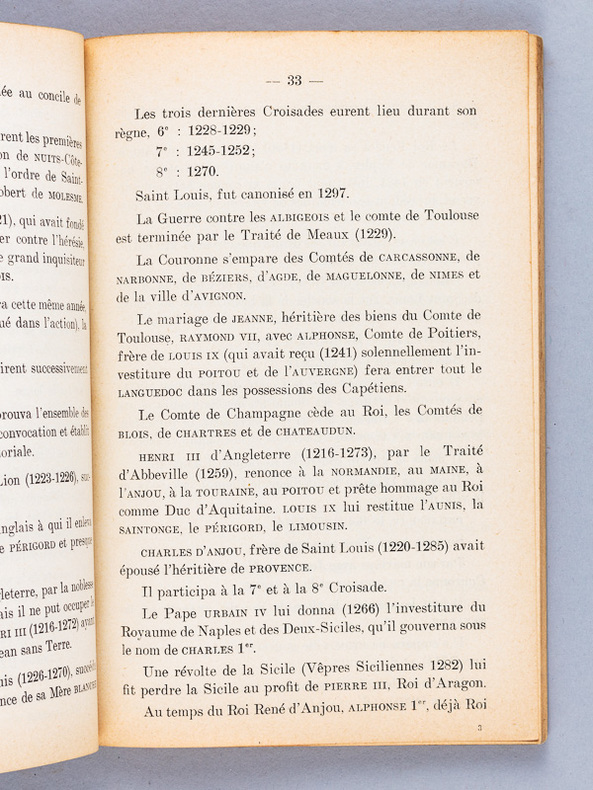 ée au concile de
rent les premières
on de NUITS-Côte-
l'ordre de Saint-
obert de MOLESME.
21), qui avait fondé
er contre l'hérésie,
e grand inquisiteur
IS.
ra cette même année,
ué dans l'action), la
irent successivement
prouva l'ensemble des
convocation et établit
oriale.
Lion (1223-1226), suc-
nglais à qui il enleva
e PÉRIGORD et presque
gleterre, par la noblesse
ais il ne put occuper le
RI III (1216-1272) ayant
ean sans Terre.
uis (1226-1270), succéda
nce de sa Mère BLANCHE
— 33 —
Les trois dernières Croisades eurent lieu durant son
règne, 6e : 1228-1229 ;
7e : 1245-1252 ;
8e : 1270.
Saint Louis, fut canonisé en 1297.
La Guerre contre les ALBIGEOIS et le comte de Toulouse
est terminée par le Traité de Meaux (1229).
La Couronne s'empare des Comtés de CARCASSONNE, de
NARBONNE, de BÉZIERS, d'AGDE, de MAGUELONNE, de NIMES et
de la ville d'AVIGNON.
Le mariage de JEANNE, héritière des biens du Comte de
Toulouse, RAYMOND VII, avec ALPHONSE, Comte de Poitiers,
frère de LOUIS IX (qui avait reçu (1241) solennellement l'in-
vestiture du POITOU et de l'AUVERGNE) fera entrer tout le
LANGUEDOC dans les possessions des Capétiens.
Le Comte de Champagne cède au Roi, les Comtés de
BLOIS, de CHARTRES et de CHATEAUDUN.
HENRI III d'Angleterre (1216-1273), par le Traité
d'Abbeville (1259), renonce à la NORMANDIE, au MAINE, à
l'ANJOU, à la TOURAINE, au POITOU et prête hommage au Roi
comme Duc d'Aquitaine. LOUIS IX lui restitue l'AUNIS, la
SAINTONGE, le PÉRIGORD, le LIMOUSIN.
CHARLES D'ANJOU, frère de Saint Louis (1220-1285) avait
épousé l'héritière de PROVENCE.
Il participa à la 7e et à la 8e Croisade.
Le Pape URBAIN IV lui donna (1266) l'investiture du
Royaume de Naples et des Deux-Siciles, qu'il gouverna sous
le nom de CHARLES 1er.
Une révolte de la Sicile (Vêpres Siciliennes 1282) lui
fit perdre la Sicile au profit de PIERRE III, Roi d'Aragon.
Au temps du Roi René d'Anjou, ALPHONSE 1er, déjà Roi
3